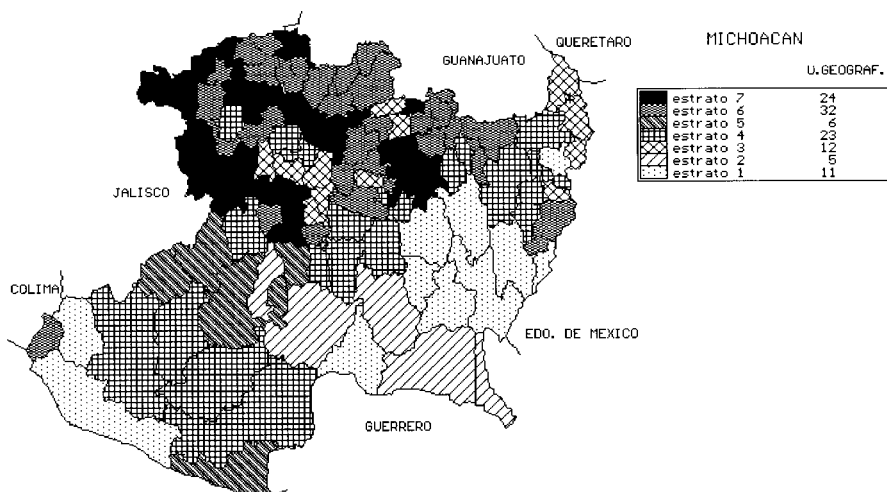 MICHOACAN
U.GEOGRAF.
estrato 7 24
estrato 6 32
estrato 5 6
estrato 4 23
estrato 3 12
estrato 2 5
estrato 1 11
QUERETARO
GUANAJUATO
JALISCO
COLIMA
EDO. DE MEXICO
GUERRERO